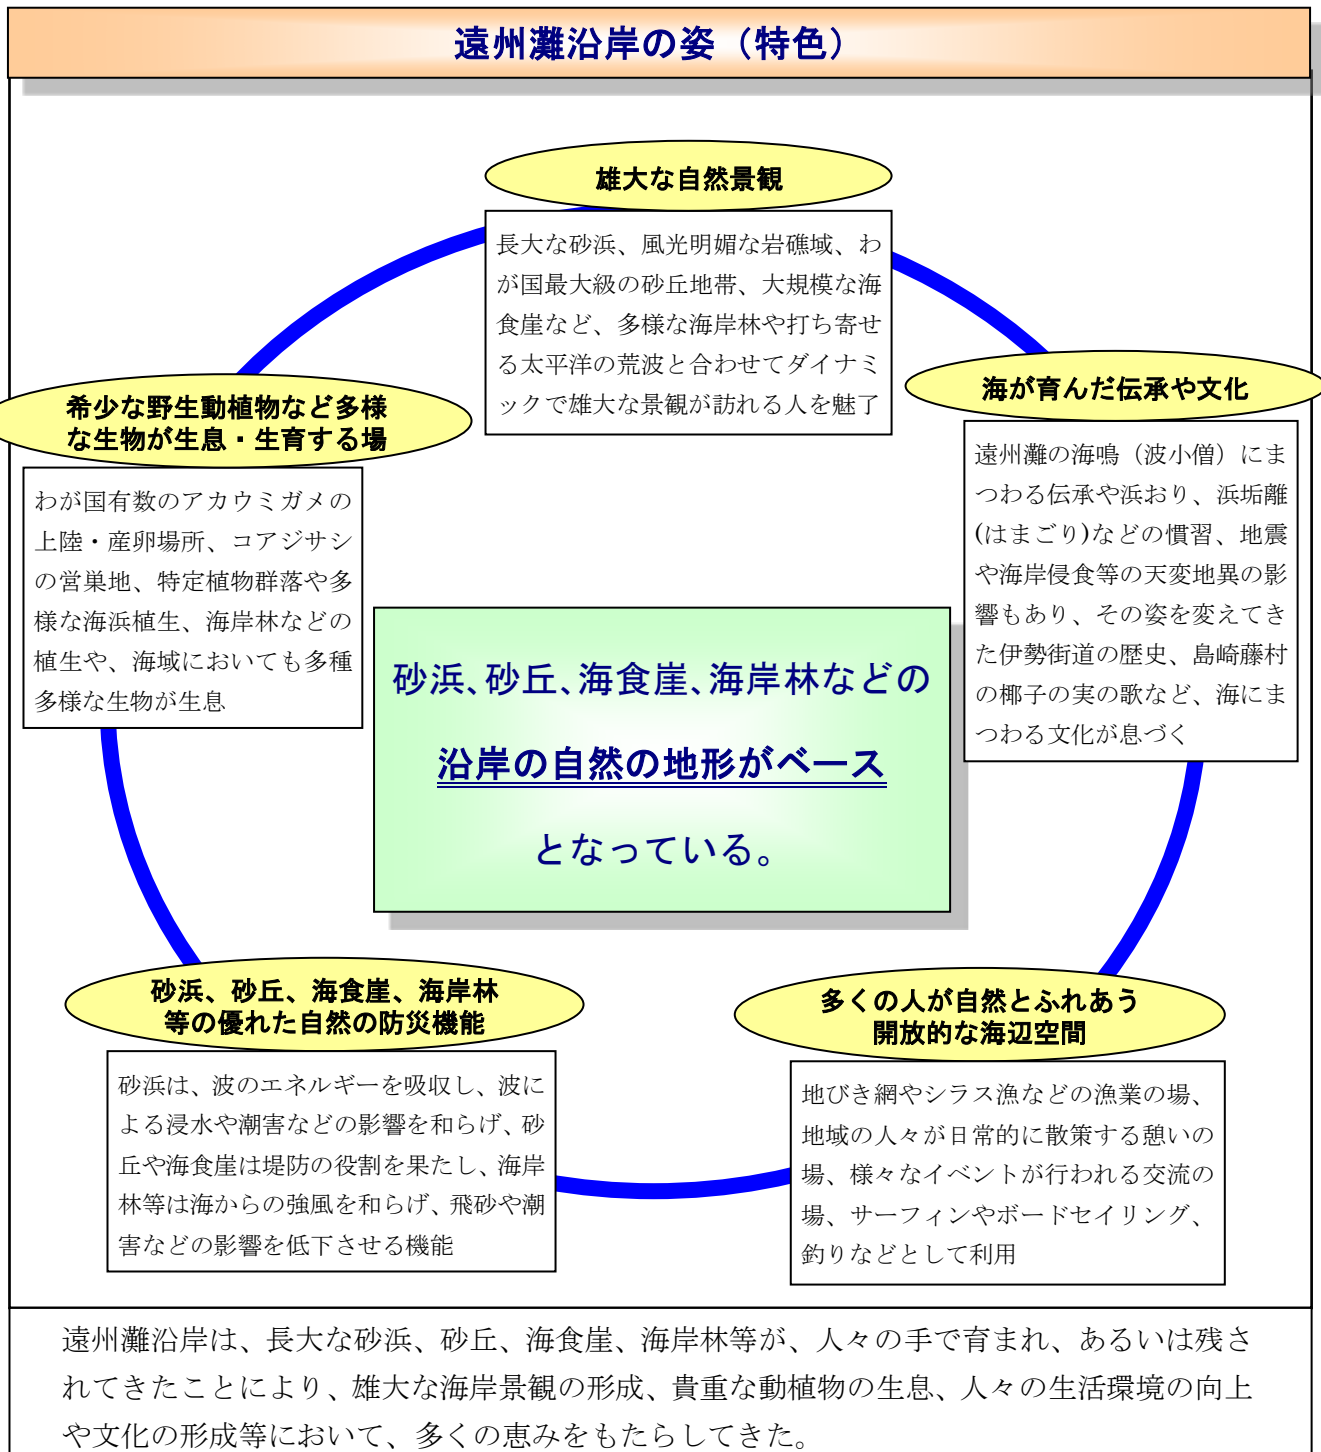 遠州灘沿岸の姿（特色）
雄大な自然景観
長大な砂浜、風光明媚な岩礁域、わ
が国最大級の砂丘地帯、大規模な海
食崖など、多様な海岸林や打ち寄せ
る太平洋の荒波と合わせてダイナミ
ックで雄大な景観が訪れる人を魅了
海が育んだ伝承や文化
遠州灘の海鳴（波小僧）にま
つわる伝承や浜おり、浜垢離
(はまごり)などの慣習、地震
や海岸侵食等の天変地異の影
響もあり、その姿を変えてき
た伊勢街道の歴史、島崎藤村
の椰子の実の歌など、海にま
つわる文化が息づく
希少な野生動植物など多様
な生物が生息・生育する場
わが国有数のアカウミガメの
上陸・産卵場所、コアジサシ
の営巣地、特定植物群落や多
様な海浜植生、海岸林などの
植生や、海域においても多種
多様な生物が生息
砂浜、砂丘、海食崖、海岸林などの
沿岸の自然の地形がベース
となっている。
砂浜、砂丘、海食崖、海岸林
等の優れた自然の防災機能
砂浜は、波のエネルギーを吸収し、波に
よる浸水や潮害などの影響を和らげ、砂
丘や海食崖は堤防の役割を果たし、海岸
林等は海からの強風を和らげ、飛砂や潮
害などの影響を低下させる機能
多くの人が自然とふれあう
開放的な海辺空間
地びき網やシラス漁などの漁業の場、
地域の人々が日常的に散策する憩いの
場、様々なイベントが行われる交流の
場、サーフィンやボードセイリング、
釣りなどとして利用
遠州灘沿岸は、長大な砂浜、砂丘、海食崖、海岸林等が、人々の手で育まれ、あるいは残さ
れてきたことにより、雄大な海岸景観の形成、貴重な動植物の生息、人々の生活環境の向上
や文化の形成等において、多くの恵みをもたらしてきた。